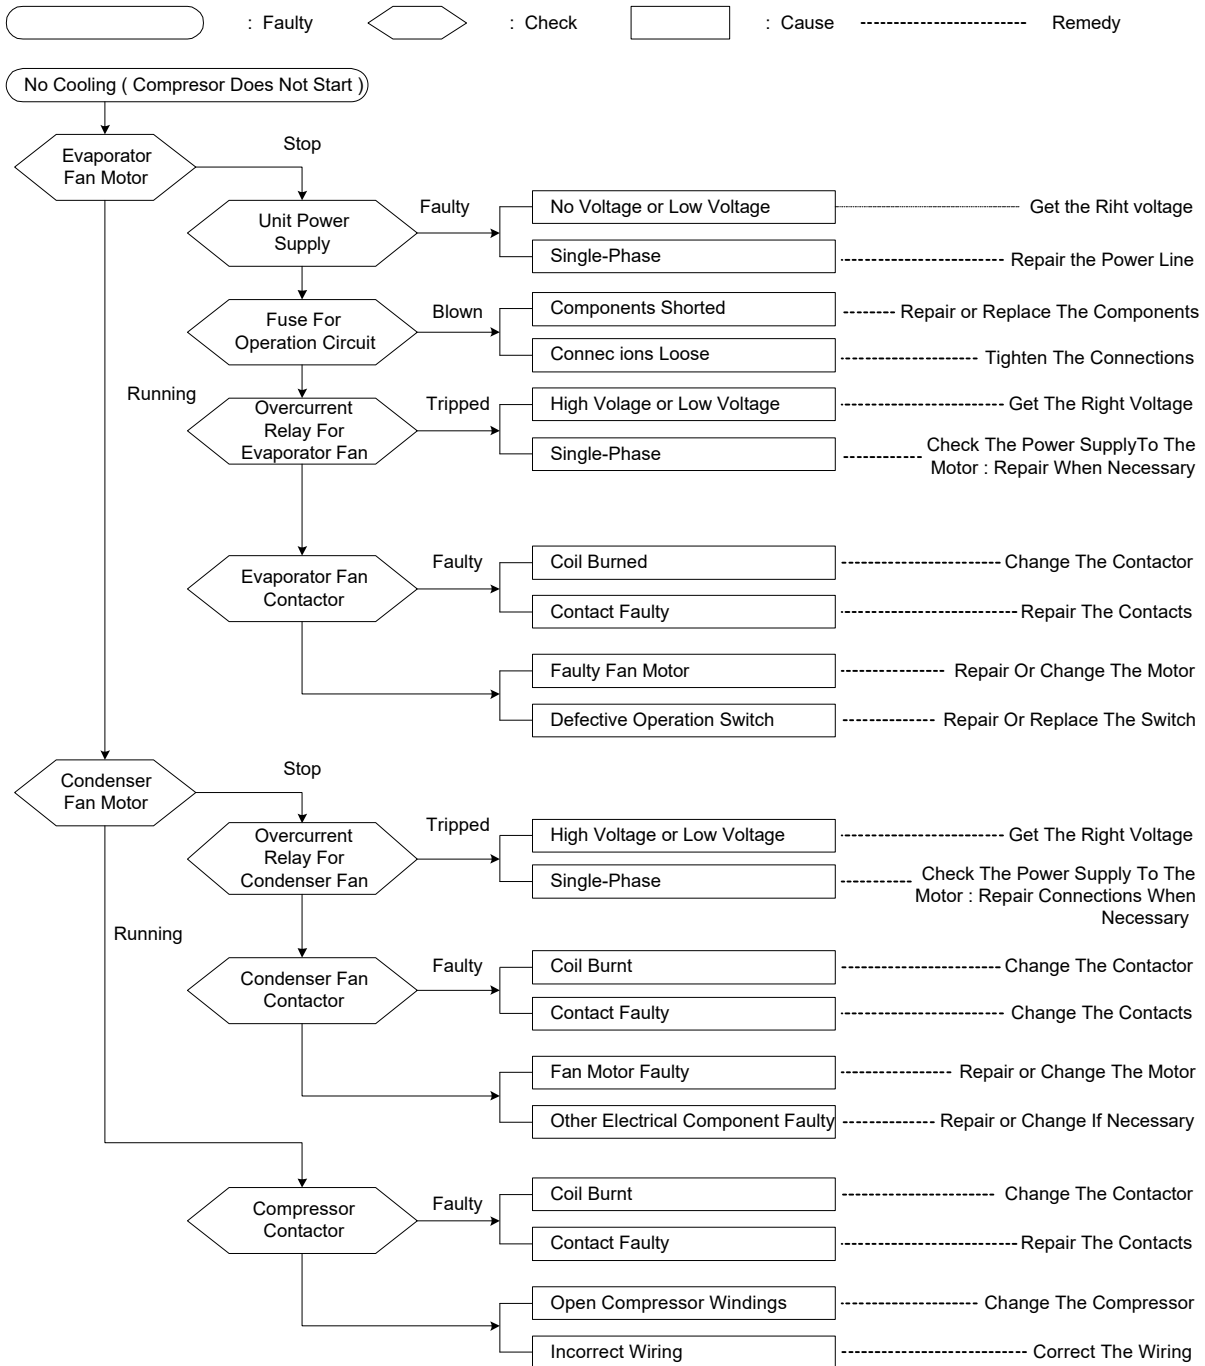 : Faulty
: Check
: Cause
Remedy
No Cooling ( Compresor Does Not Start )
Evaporator
Fan Motor
Stop
Unit Power
Supply
Faulty
No Voltage or Low Voltage
Get the Riht voltage
Single-Phase
Repair the Power Line
Fuse For
Operation Circuit
Blown
Components Shorted
Repair or Replace The Components
Connec ions Loose
Tighten The Connections
Running
Overcurrent
Relay For
Evaporator Fan
Tripped
High Volage or Low Voltage
Get The Right Voltage
Single-Phase
Check The Power SupplyTo The
Motor : Repair When Necessary
Evaporator Fan
Contactor
Faulty
Coil Burned
Change The Contactor
Contact Faulty
Repair The Contacts
Faulty Fan Motor
Repair Or Change The Motor
Defective Operation Switch
Repair Or Replace The Switch
Condenser
Fan Motor
Stop
Overcurrent
Relay For
Condenser Fan
Tripped
High Voltage or Low Voltage
Get The Right Voltage
Single-Phase
Check The Power Supply To The
Motor : Repair Connections When
Necessary
Running
Condenser Fan
Contactor
Faulty
Coil Burnt
Change The Contactor
Contact Faulty
Change The Contacts
Fan Motor Faulty
Repair or Change The Motor
Other Electrical Component Faulty
Repair or Change If Necessary
Compressor
Contactor
Faulty
Coil Burnt
Change The Contactor
Contact Faulty
Repair The Contacts
Open Compressor Windings
Change The Compressor
Incorrect Wiring
Correct The Wiring